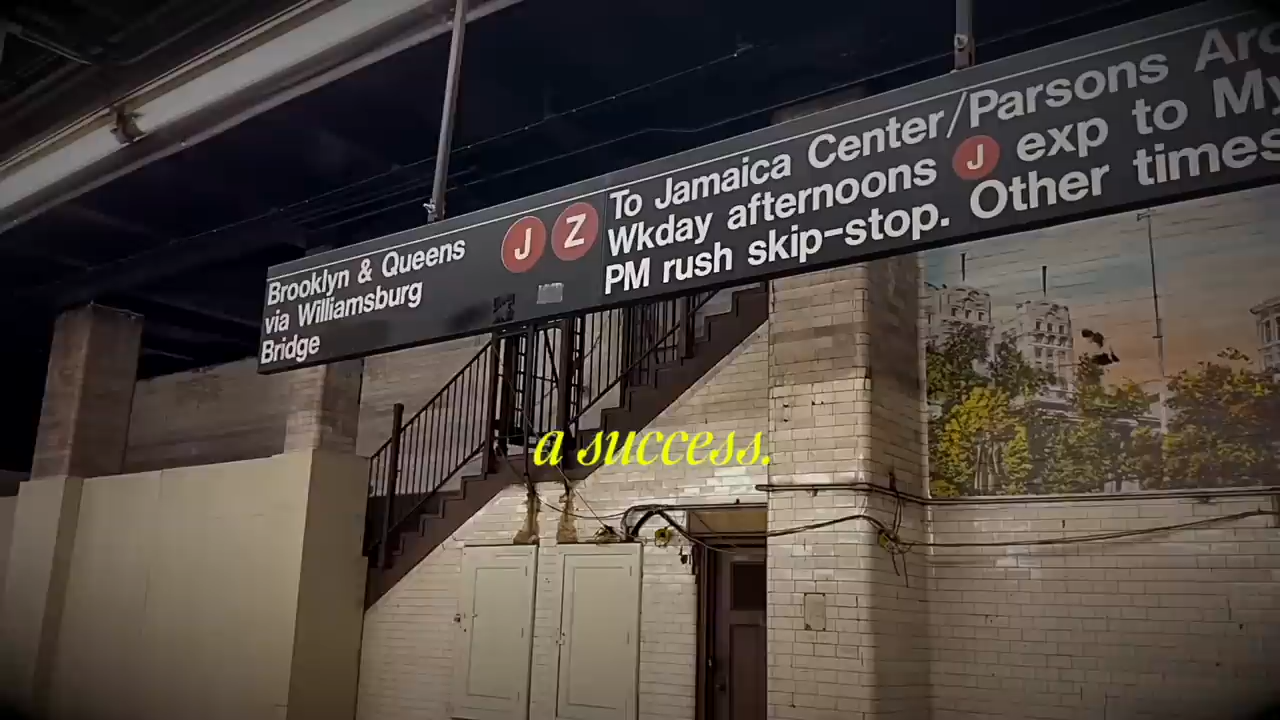 Brooklyn & Queens
via Williamsburg
Bridge
J Z
To Jamaica Center/Parsons
Wkday afternoons J exp to
PM rush skip-stop. Other times
a success.